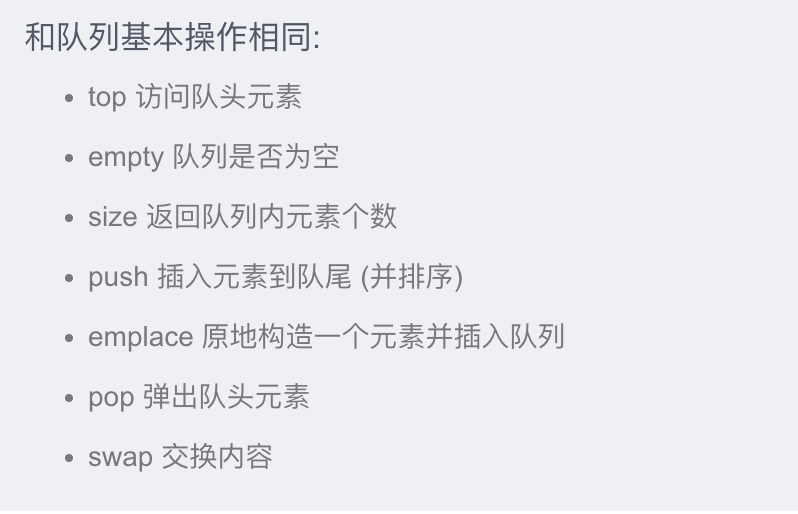 和队列基本操作相同:
• top 访问队头元素
• empty 队列是否为空
• size 返回队列内元素个数
• push 插入元素到队尾 (并排序)
• emplace 原地构造一个元素并插入队列
• pop 弹出队头元素
• swap 交换内容